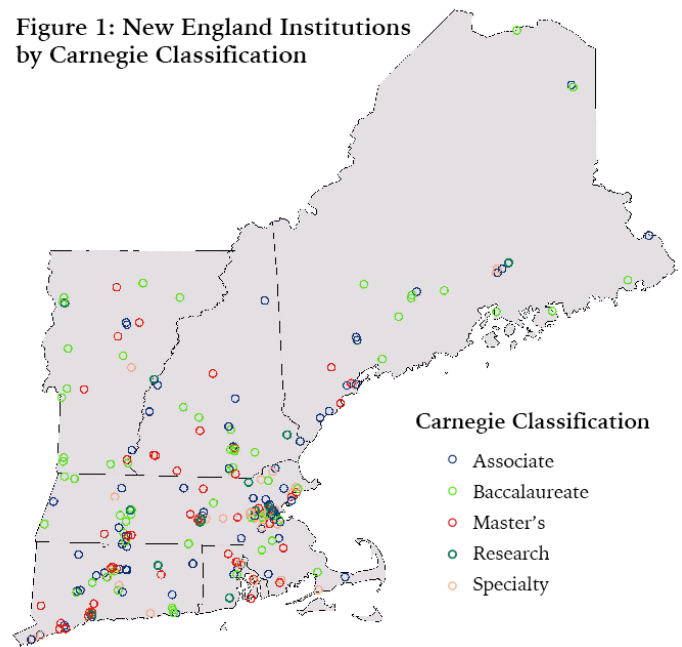 Figure 1: New England Institutions
by Carnegie Classification
Carnegie Classification
Associate
Baccalaureate
Master's
Research
Specialty